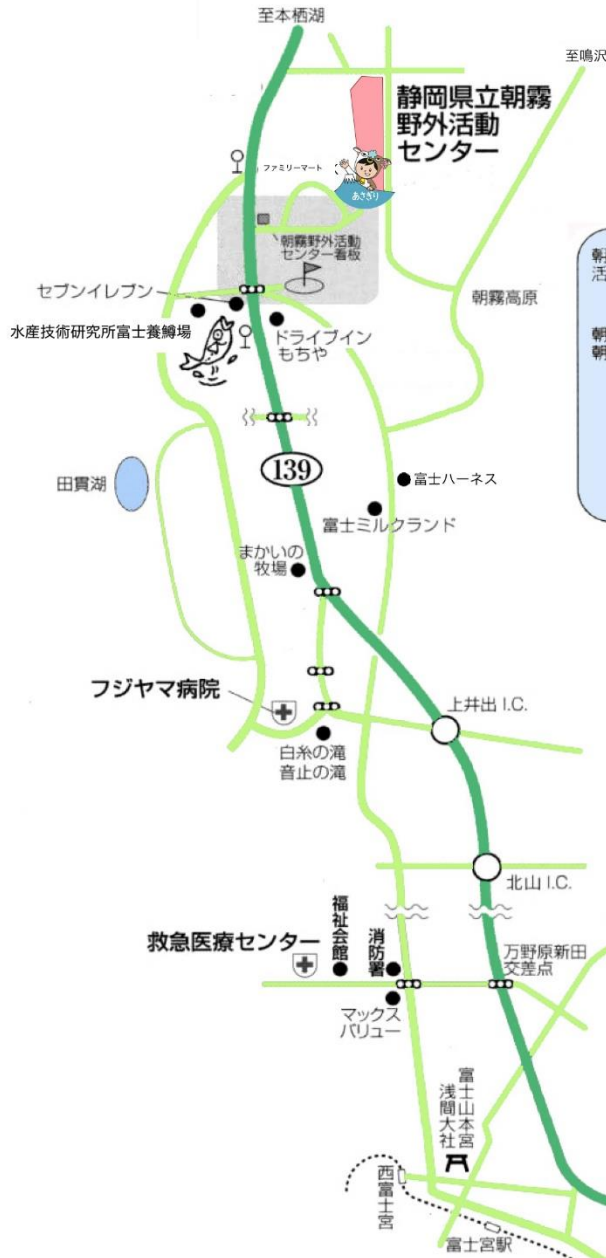 至本栖湖
至鳴沢
静岡県立朝霧
野外活動
センター
ファミリーマート
あさぎり
朝霧野外活動
センター看板
セブンイレブン
朝霧高原
水産技術研究所富士養鱒場
ドライブイン
もちや
朝
活
朝
朝
139
田貫湖
富士ハーネス
富士ミルクランド
まかいの
牧場
フジヤマ病院
上井出 I.C.
白糸の滝
音止の滝
北山 I.C.
救急医療センター
福祉会館
消防署
万野原新田
交差点
マックス
バリュー
富士山本宮
浅間大社
西富士宮
富士宮駅